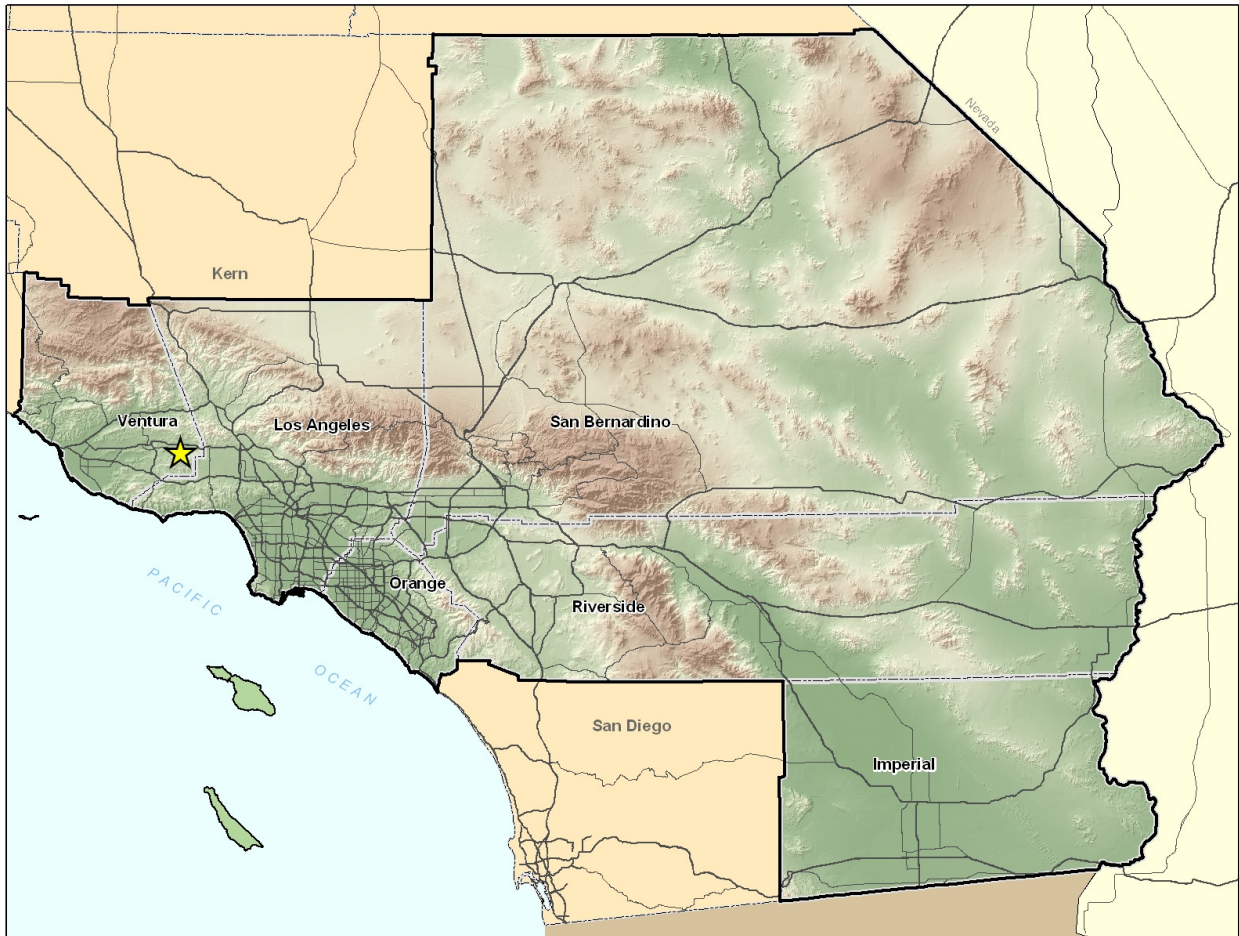 Nevada
Kern
Ventura
Los Angeles
San Bernardino
PACIFIC
OCEAN
Orange
Riverside
San Diego
Imperial